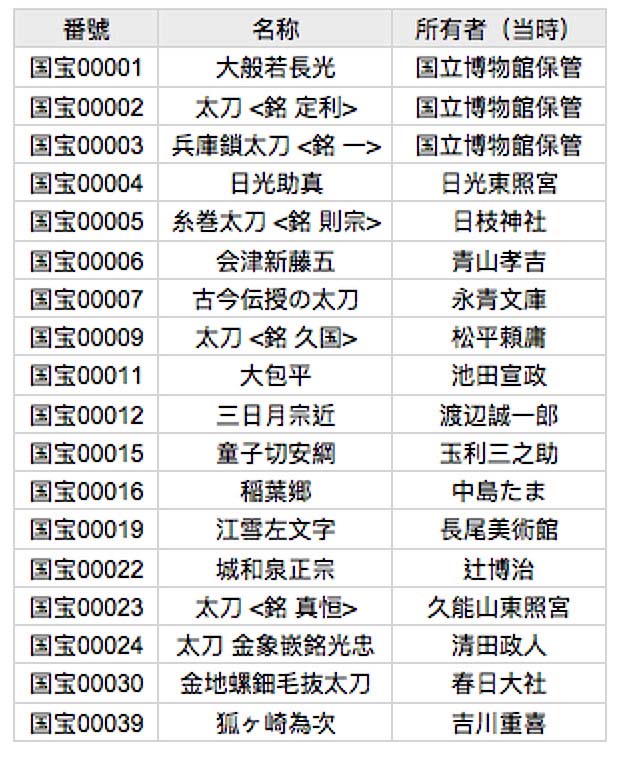 番號 名称 所有者（当時）
国宝00001 大般若長光 国立博物館保管
国宝00002 太刀 <銘 定利> 国立博物館保管
国宝00003 兵庫鎖太刀 <銘 一> 国立博物館保管
国宝00004 日光助真 日光東照宮
国宝00005 糸巻太刀 <銘 則宗> 日枝神社
国宝00006 会津新藤五 青山孝吉
国宝00007 古今伝授の太刀 永青文庫
国宝00009 太刀 <銘 久国> 松平頼庸
国宝00011 大包平 池田宣政
国宝00012 三日月宗近 渡辺誠一郎
国宝00015 童子切安綱 玉利三之助
国宝00016 稲葉郷 中島たま
国宝00019 江雪左文字 長尾美術館
国宝00022 城和泉正宗 辻博治
国宝00023 太刀 <銘 真恒> 久能山東照宮
国宝00024 太刀 金象嵌銘光忠 清田政人
国宝00030 金地螺鈿毛抜太刀 春日大社
国宝00039 狐ヶ崎為次 吉川重喜